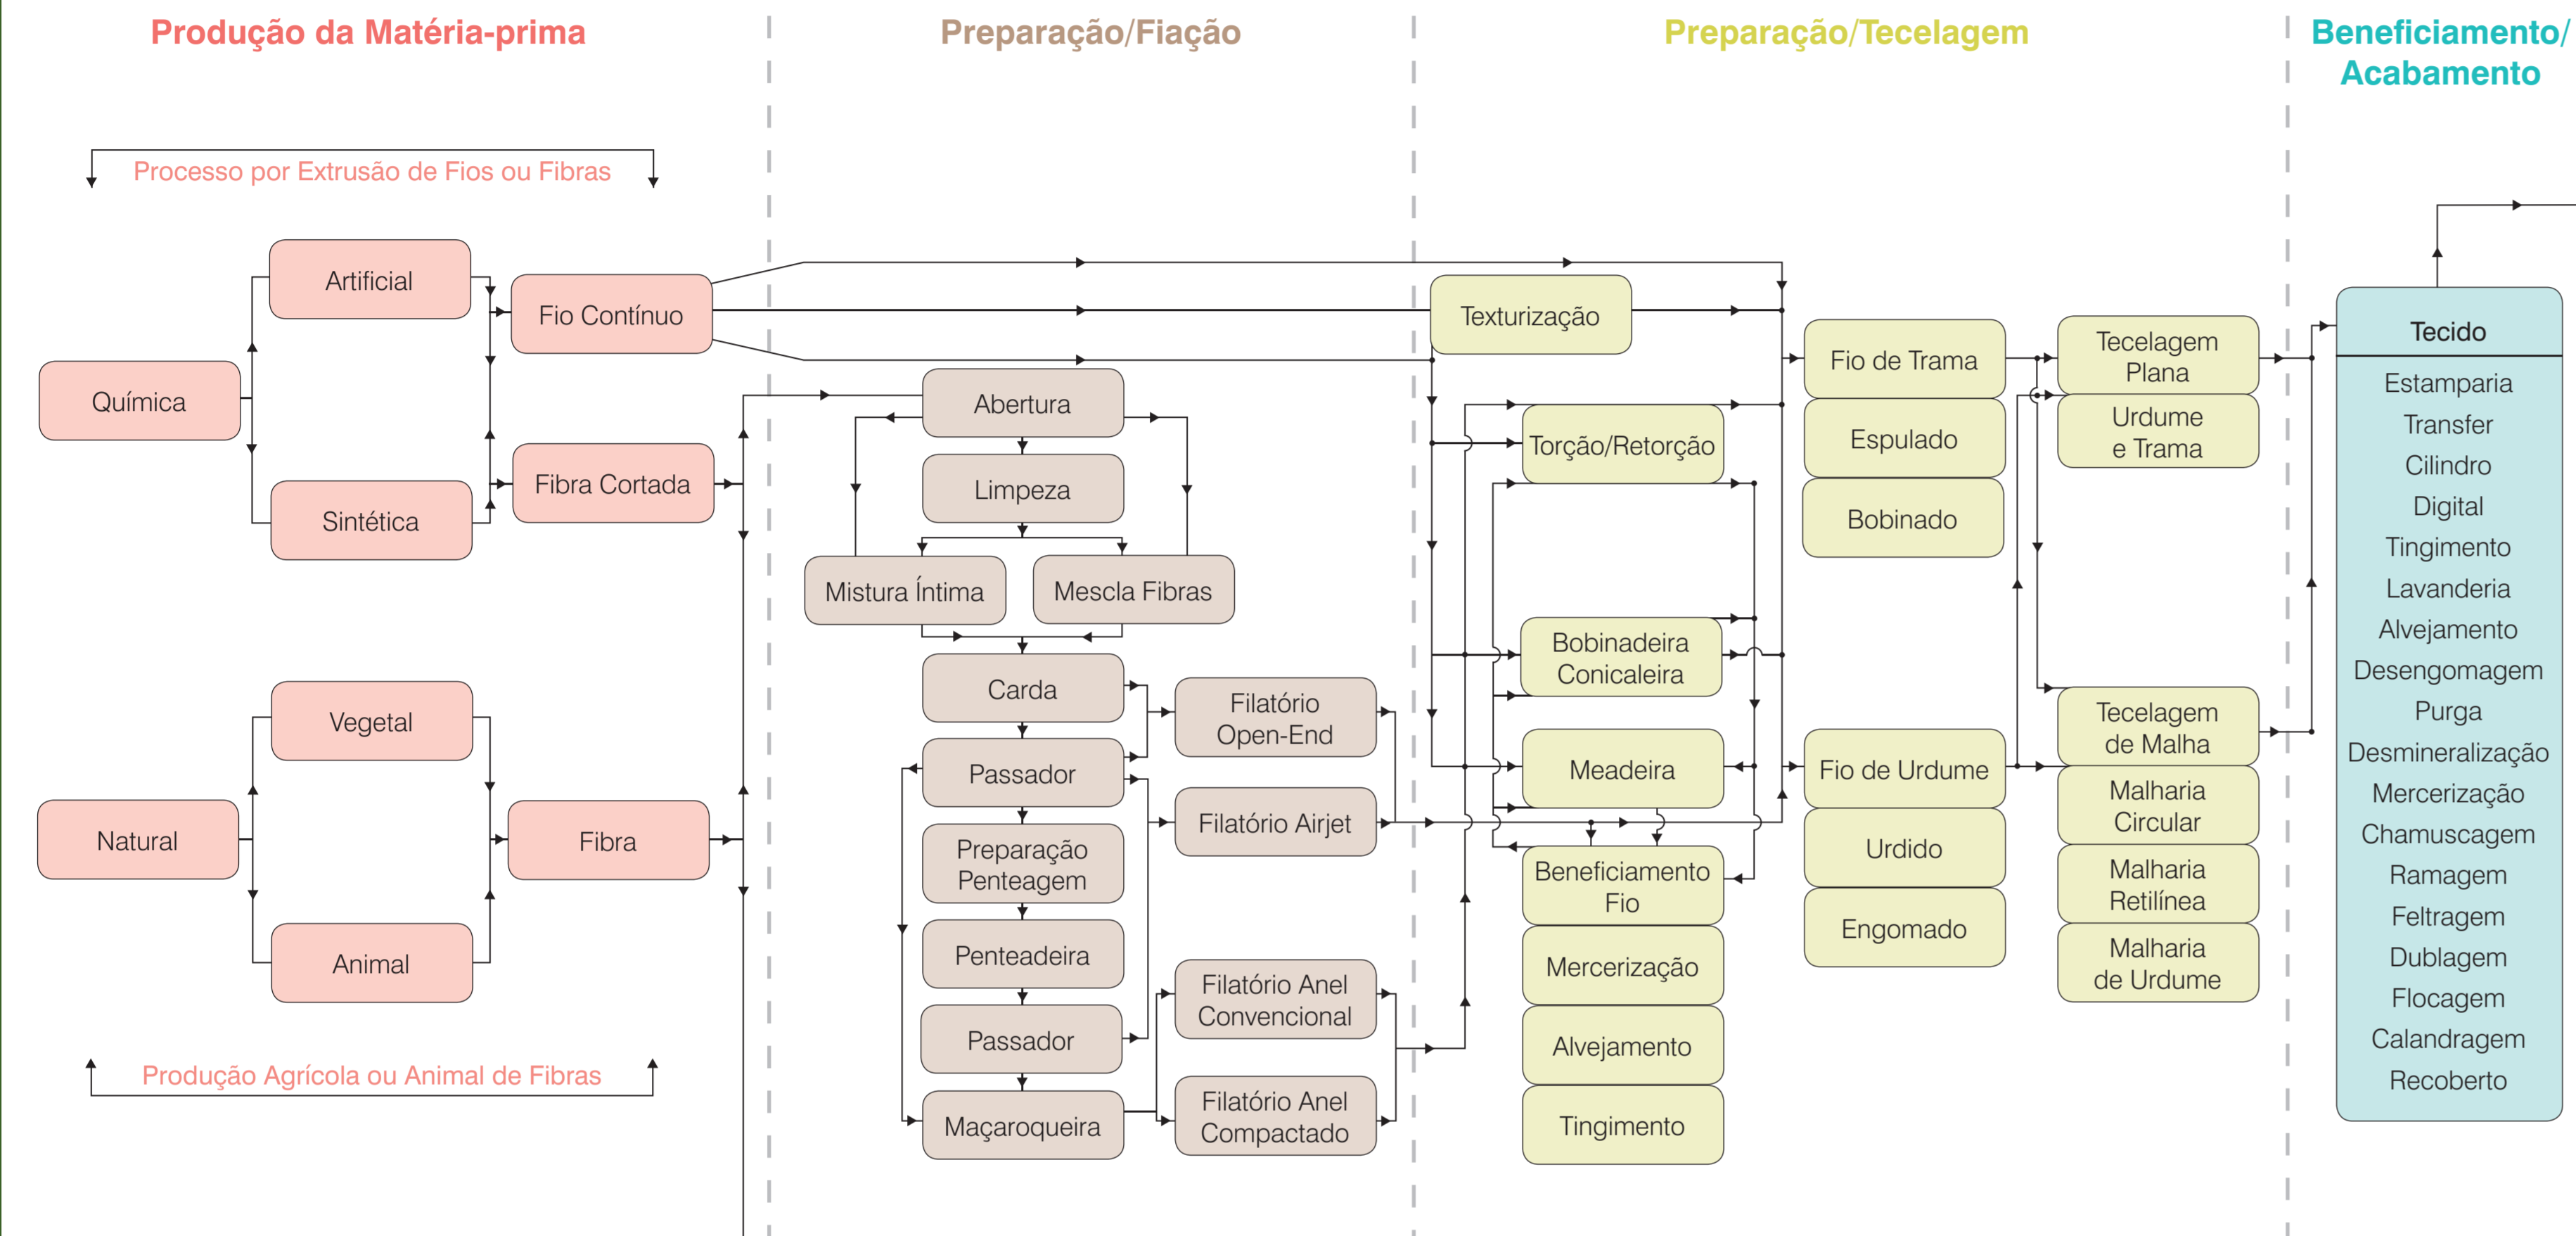 Produção da Matéria-prima
Preparação/Fiação
Preparação/Tecelagem
Beneficiamento/
Acabamento
Processo por Extrusão de Fios ou Fibras
Química
Artificial
Sintética
Fio Contínuo
Fibra Cortada
Natural
Vegetal
Animal
Fibra
Produção Agrícola ou Animal de Fibras
Abertura
Limpeza
Mistura Íntima
Mescla Fibras
Carda
Passador
Preparação
Penteagem
Penteadeira
Passador
Maçaroqueira
Filatório
Open-End
Filatório Airjet
Filatório Anel
Convencional
Filatório Anel
Compactado
Texturização
Torção/Retorção
Bobinadeira
Conicaleira
Meadeira
Beneficiamento
Fio
Mercerização
Alvejamento
Tingimento
Fio de Trama
Espulado
Bobinado
Fio de Urdume
Urdido
Engomado
Tecelagem
Plana
Urdume
e Trama
Tecelagem
de Malha
Malharia
Circular
Malharia
Retilínea
Malharia
de Urdume
Tecido
Estamparia
Transfer
Cilindro
Digital
Tingimento
Lavanderia
Alvejamento
Desengomagem
Purga
Desmineralização
Mercerização
Chamuscagem
Ramagem
Feltragem
Dublagem
Flocagem
Calandragem
Recoberto